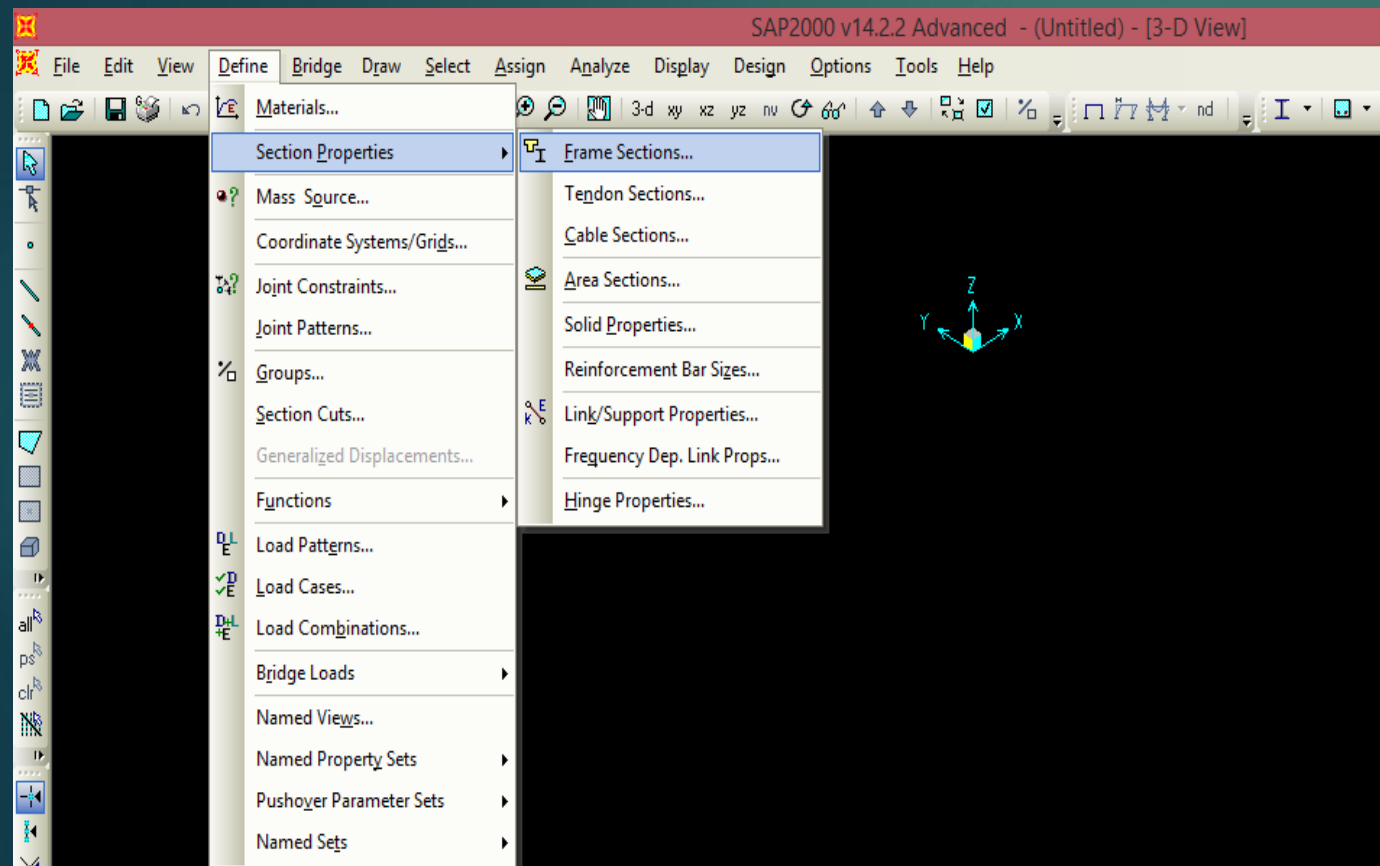 SAP2000 v14.2.2 Advanced - (Untitled) - [3-D View]
File Edit View Define Bridge Draw Select Assign Analyze Display Design Options Tools Help
3-d xy xz yz nv nd
Materials...
Section Properties
Mass Source...
Coordinate Systems/Grids...
Joint Constraints...
Joint Patterns...
Groups...
Section Cuts...
Generalized Displacements...
Functions
Load Patterns...
Load Cases...
Load Combinations...
Bridge Loads
Named Views...
Named Property Sets
Pushover Parameter Sets
Named Sets
Frame Sections...
Tendon Sections...
Cable Sections...
Area Sections...
Solid Properties...
Reinforcement Bar Sizes...
Link/Support Properties...
Frequency Dep. Link Props...
Hinge Properties...
Z
Y X
all
ps
clr